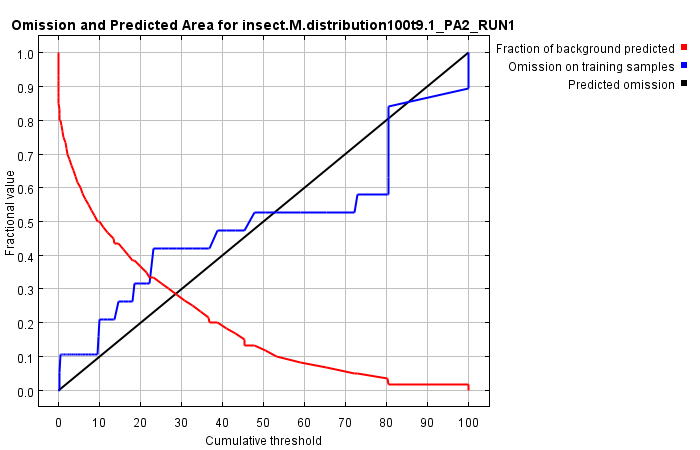 Omission and Predicted Area for insect.M.distribution100t9.1_PA2_RUN1
Fraction of background predicted
Omission on training samples
Predicted omission
Fractional value
1.0
0.9
0.8
0.7
0.6
0.5
0.4
0.3
0.2
0.1
0.0
0 10 20 30 40 50 60 70 80 90 100
Cumulative threshold